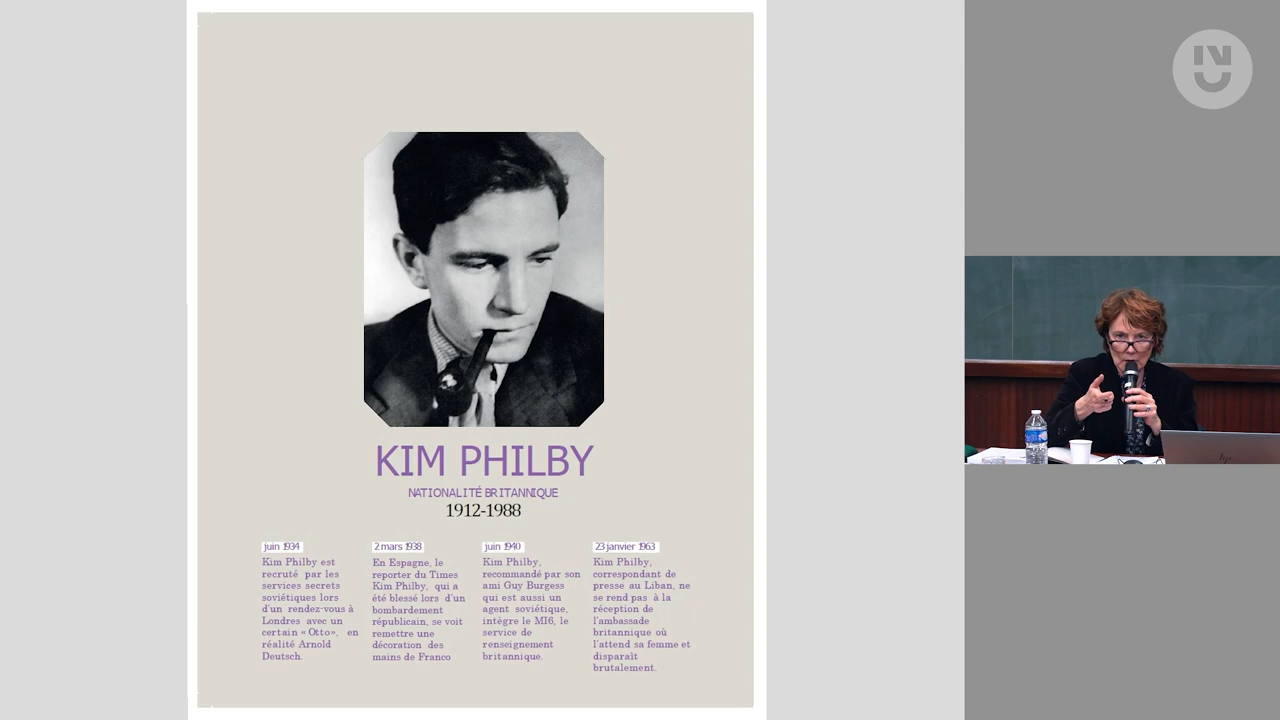 KIM PHILBY
NATIONALITÉ BRITANNIQUE
1912-1988
juin 1934
Kim Philby est
recruté par les
services secrets
soviétiques lors
d'un rendez-vous à
Londres avec un
certain « Otto », en
réalité Arnold
Deutsch.
2 mars 1938
En Espagne, le
reporter du Times
Kim Philby, qui a
été blessé lors d'un
bombardement
républicain, se voit
remettre une
décoration des
mains de Franco
juin 1940
Kim Philby,
recommandé par son
ami Guy Burgess
qui est aussi un
agent soviétique,
intègre le MI6, le
service de
renseignement
britannique.
23 janvier 1963
Kim Philby,
correspondant de
presse au Liban, ne
se rend pas à la
réception de
l'ambassade
britannique où
l'attend sa femme et
disparaît
brutalement.
hp